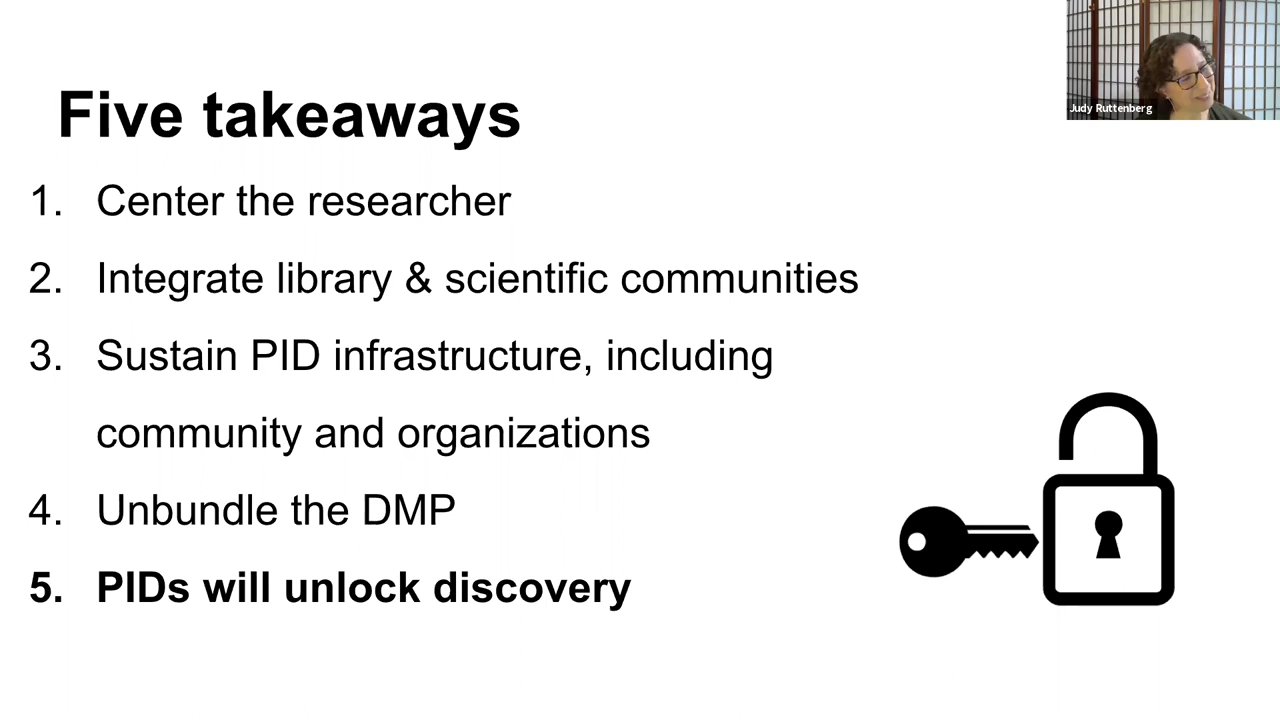 Judy Ruttenberg
Five takeaways
1. Center the researcher
2. Integrate library & scientific communities
3. Sustain PID infrastructure, including
community and organizations
4. Unbundle the DMP
5. PIDs will unlock discovery